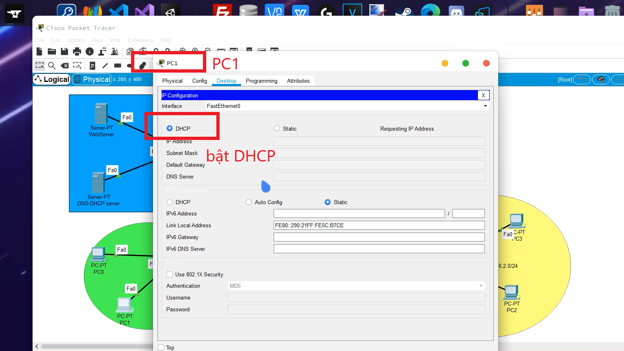 Cisco Packet Tracer
PC1
PC1
Physical Config Desktop Programming Attributes
Logical
Physical
x: 286, y: 486
[Root]
IP Configuration
X
Interface
FastEthernet0
DHCP
Static
Requesting IP Address
IP Address
Subnet Mask
Default Gateway
DNS Server
bật DHCP
DHCP
Auto Config
Static
IPv6 Address
/
Link Local Address
FE80::290:21FF:FE5C:B7CE
IPv6 Gateway
IPv6 DNS Server
Use 802.1X Security
Authentication
MD5
Username
Password
Top
Fa0
Server-PT
WebServer
Fa0
Server-PT
DNS-DHCP server
Fa0
PC-PT
PC0
Fa0
PC-PT
PC1
Fa0
PC-PT
PC3
6.2.0/24
PC-PT
PC2